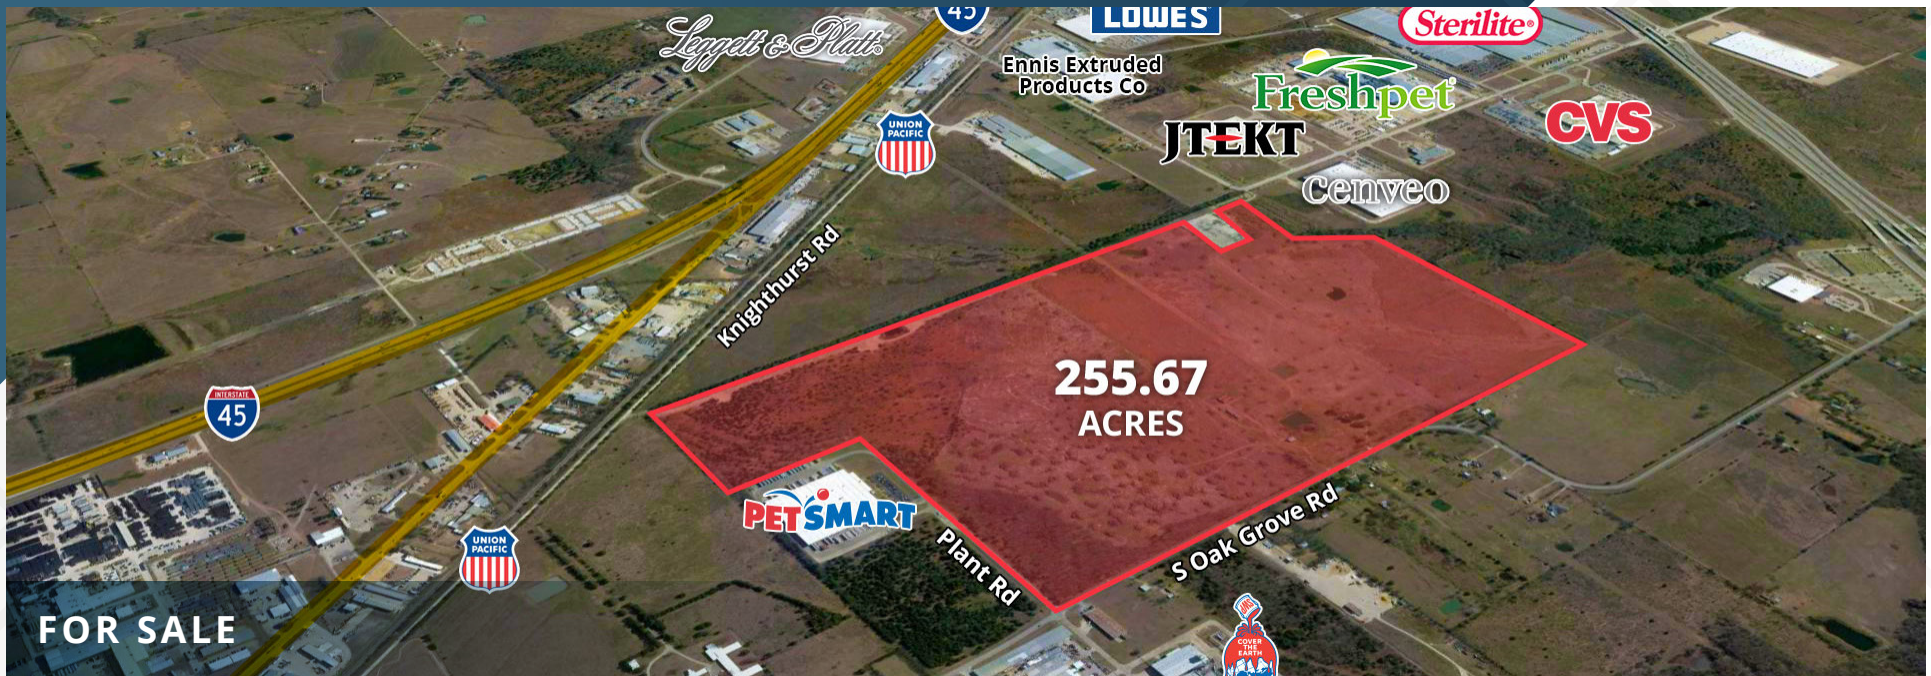 45
LOWE'S
Sterilite
Leggett & Platt
Ennis Extruded
Products Co
Freshpet
CVS
UNION
PACIFIC
JTEKT
cenveo
Knighthurst Rd
255.67
ACRES
INTERSTATE
45
PETSMART
S Oak Grove Rd
Plant Rd
UNION
PACIFIC
COVER
THE
EARTH
FOR SALE